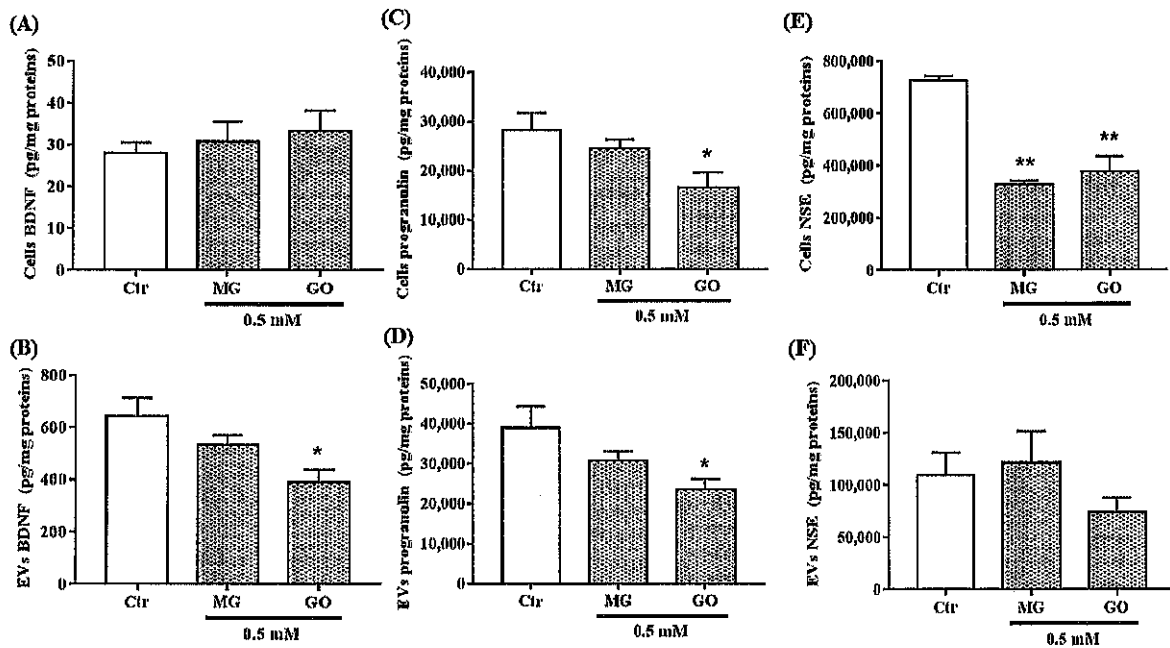 (A)
Cells BDNF (pg/mg proteins)
50
40
30
20
10
0
Ctr MG GO
0.5 mM
(B)
EVs BDNF (pg/mg proteins)
800
600
400
200
0
*
Ctr MG GO
0.5 mM
(C)
Cells progranulin (pg/mg proteins)
40,000
30,000
20,000
10,000
0
*
Ctr MG GO
0.5 mM
(D)
EVs progranulin (pg/mg proteins)
50,000
40,000
30,000
20,000
10,000
0
*
Ctr MG GO
0.5 mM
(E)
Cells NSE (pg/mg proteins)
800,000
600,000
400,000
200,000
0
** **
Ctr MG GO
0.5 mM
(F)
EVs NSE (pg/mg proteins)
200,000
150,000
100,000
50,000
0
Ctr MG GO
0.5 mM